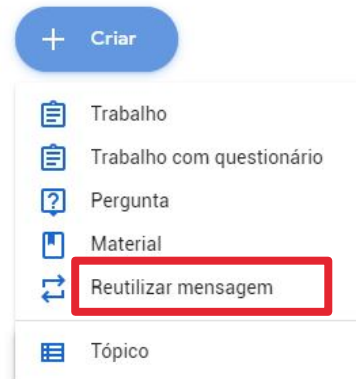 Criar
Trabalho
Trabalho com questionário
Pergunta
Material
Reutilizar mensagem
Tópico